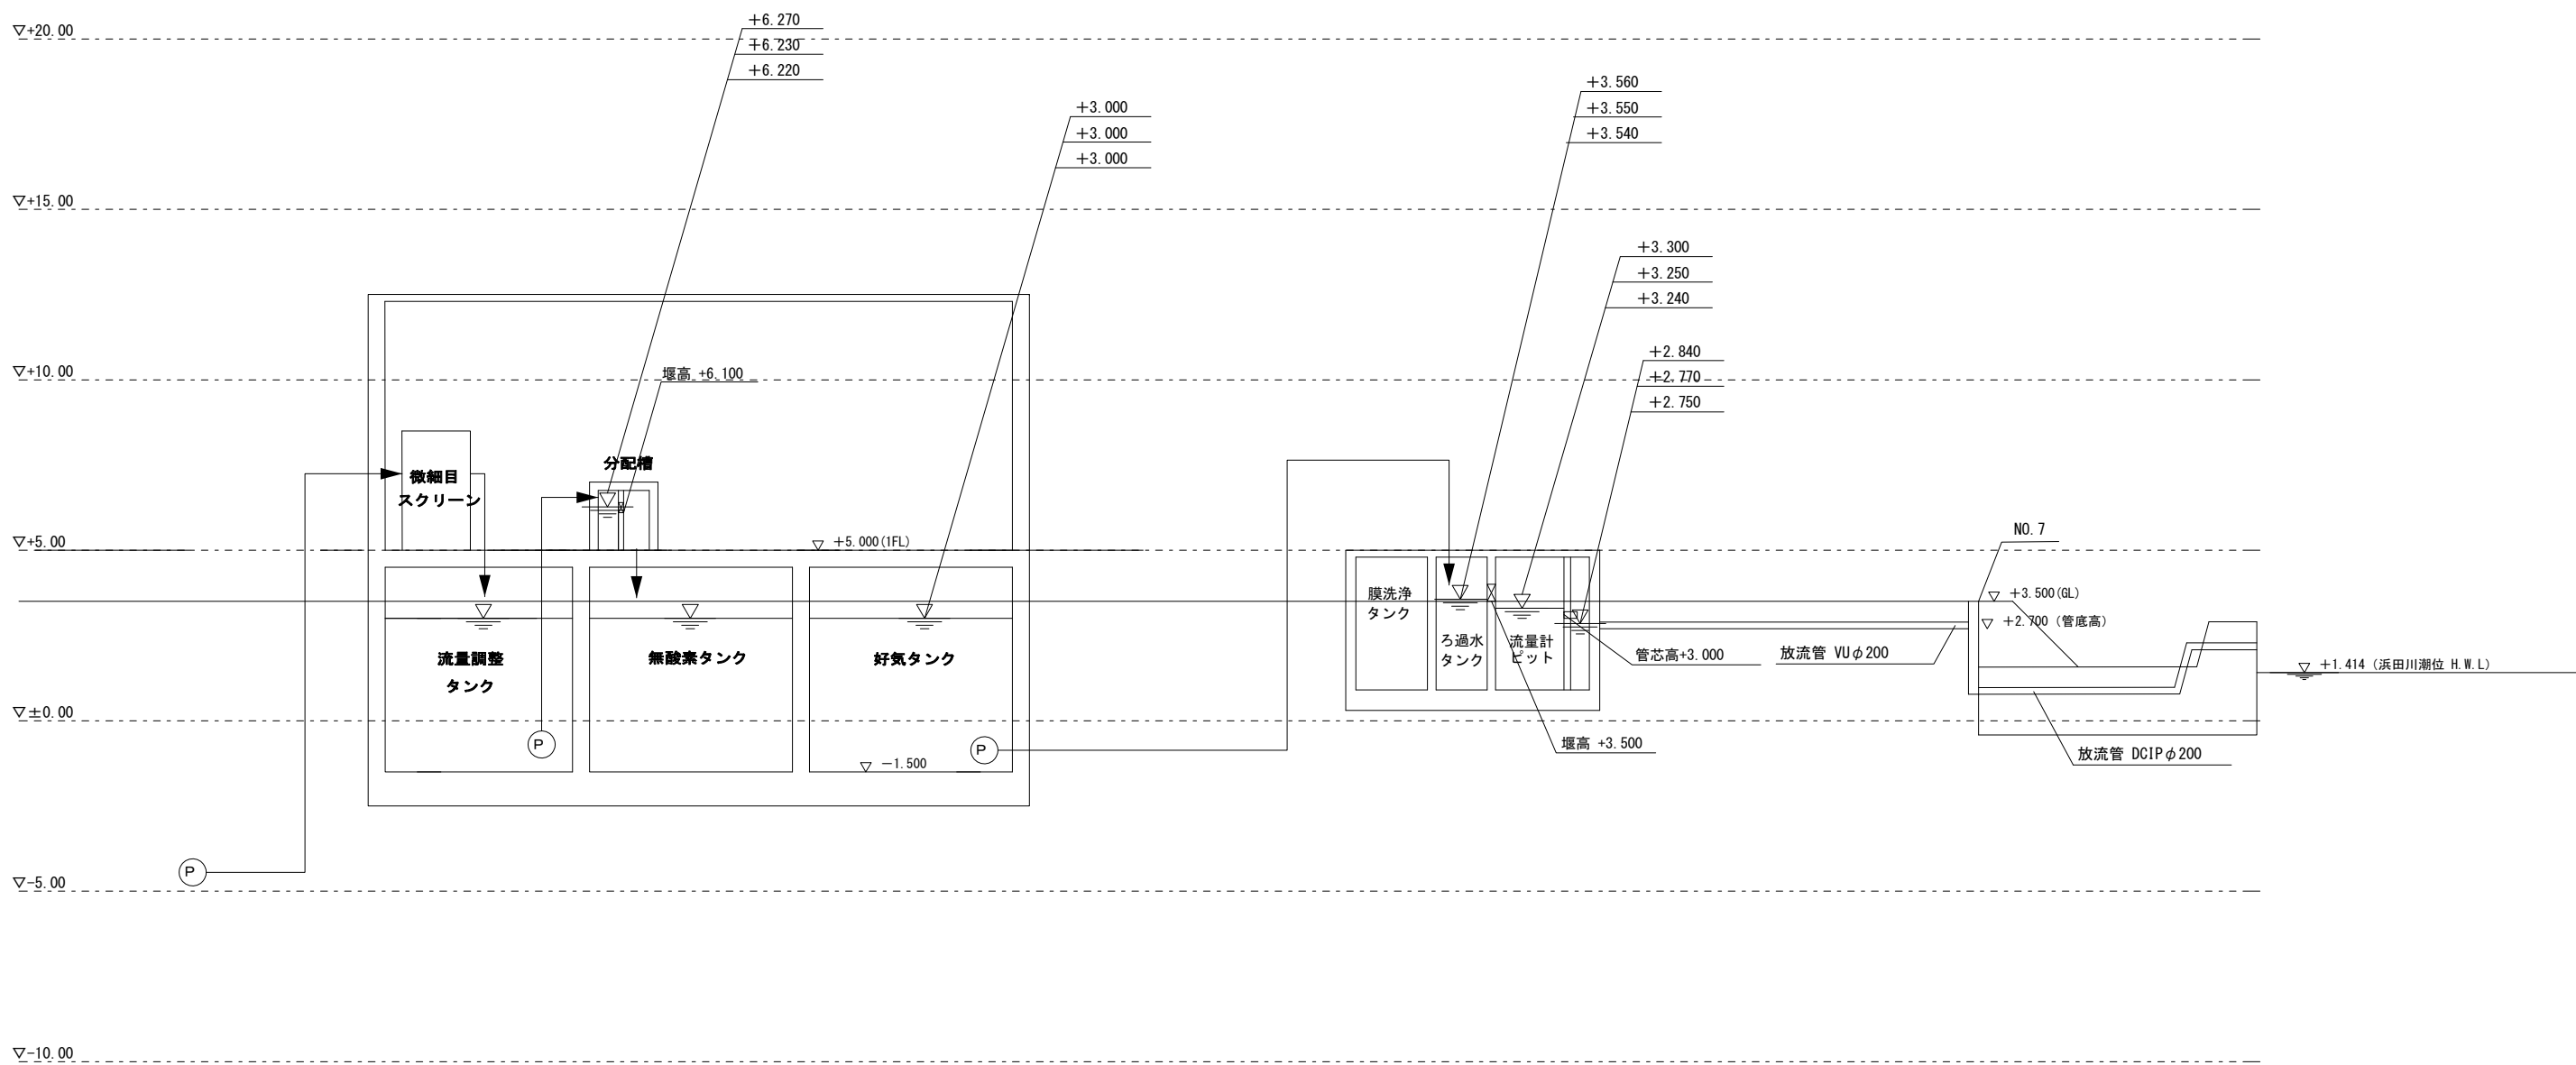 ▽+20.00
+6.270
+6.230
+6.220
+3.560
+3.550
+3.540
+3.000
+3.000
+3.000
▽+15.00
+3.300
+3.250
+3.240
+2.840
+2.770
+2.750
▽+10.00
堰高 +6.100
分配槽
微細目
スクリーン
▽+5.00
▽ +5.000(1FL)
NO.7
膜洗浄
タンク
▽ +3.500(GL)
▽ +2.700 (管底高)
ろ過水
タンク
流量計
ピット
管芯高+3.000
放流管 VUφ200
流量調整
タンク
無酸素タンク
好気タンク
▽ +1.414 (浜田川潮位 H.W.L)
▽±0.00
P
P
堰高 +3.500
▽ -1.500
放流管 DCIPφ200
P
▽-5.00
▽-10.00